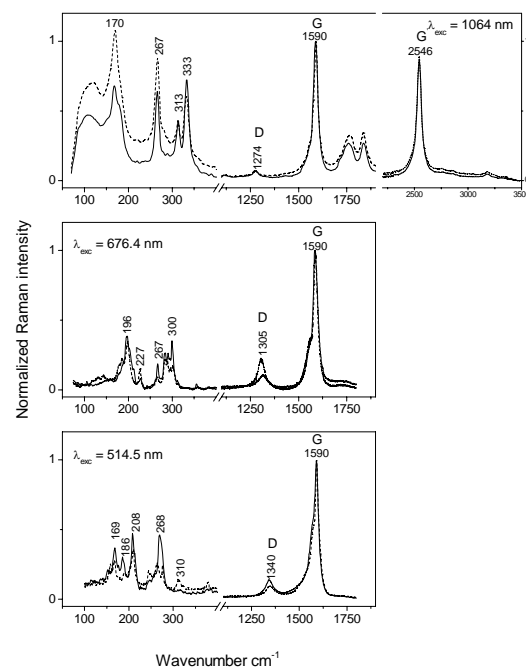 λexc = 1064 nm
170
267
313
333
D
1274
G
1590
G
2546
1
0
100 200 300 1250 1500 1750 2500 3000 350
Normalized Raman intensity
λexc = 676.4 nm
196
227
267
300
D
1305
G
1590
1
0
100 200 300 1250 1500 1750
λexc = 514.5 nm
169
186
208
268
310
D
1340
G
1590
1
0
100 200 300 1250 1500 1750
Wavenumber cm-1